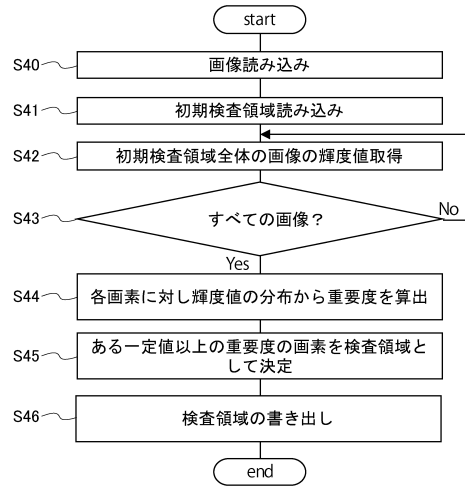 start
S40
画像読み込み
S41
初期検査領域読み込み
S42
初期検査領域全体の画像の輝度値取得
S43
すべての画像？
No
Yes
S44
各画素に対し輝度値の分布から重要度を算出
S45
ある一定値以上の重要度の画素を検査領域と
して決定
S46
検査領域の書き出し
end